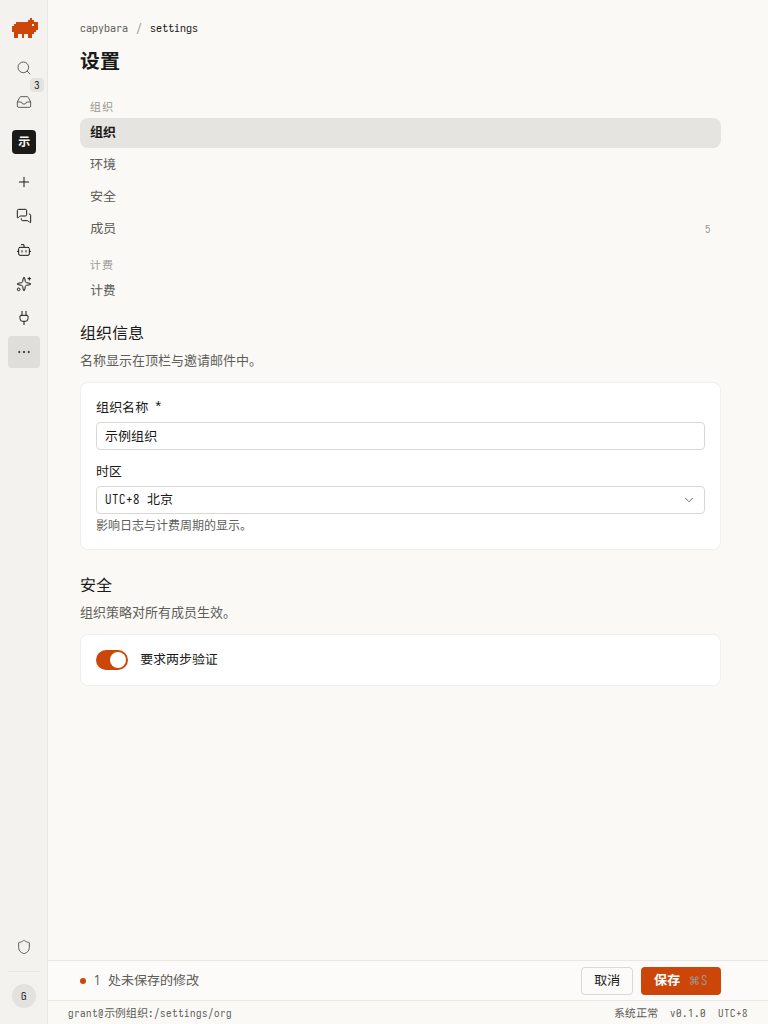 capybara / settings
设置
3
示
组织
组织
环境
安全
成员 5
计费
计费
组织信息
名称显示在顶栏与邀请邮件中。
组织名称 *
示例组织
时区
UTC+8 北京
影响日志与计费周期的显示。
安全
组织策略对所有成员生效。
要求两步验证
G
1 处未保存的修改
取消
保存 ⌘S
grant@示例组织:/settings/org
系统正常 v0.1.0 UTC+8